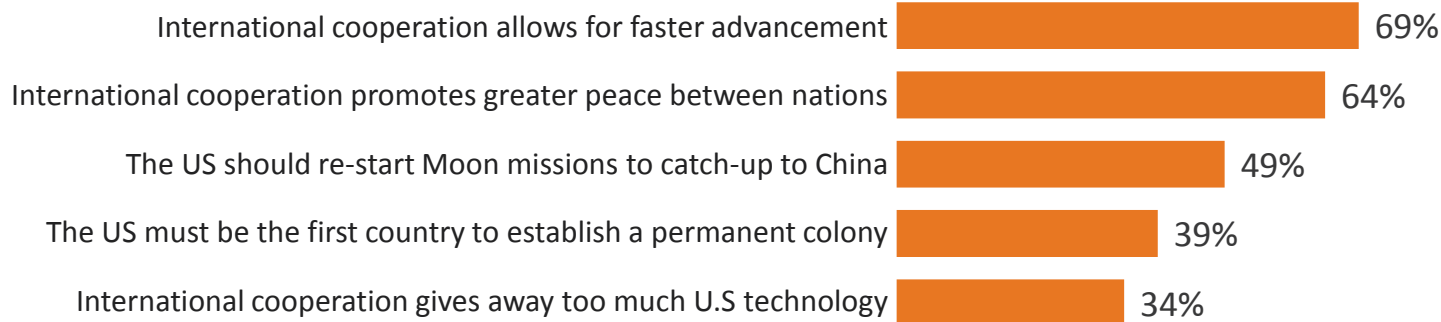 International cooperation allows for faster advancement 69%
International cooperation promotes greater peace between nations 64%
The US should re-start Moon missions to catch-up to China 49%
The US must be the first country to establish a permanent colony 39%
International cooperation gives away too much U.S technology 34%